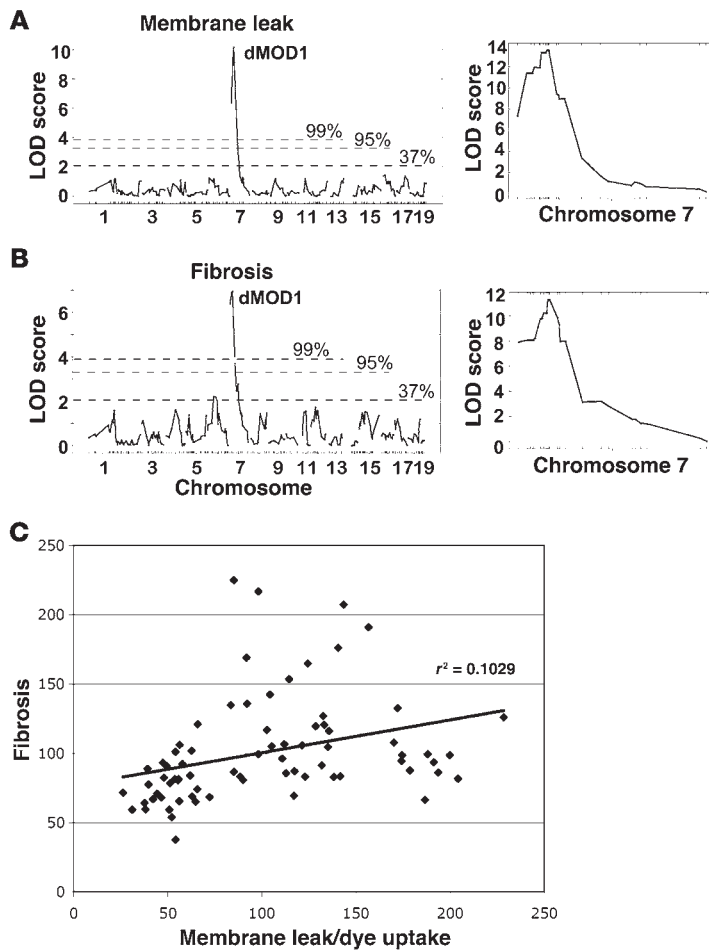 A
Membrane leak
dMOD1
LOD score
10
8
6
4
2
0
99%
95%
37%
1 3 5 7 9 11 13 15 1719
LOD score
14
12
10
8
6
4
2
0
Chromosome 7
B
Fibrosis
dMOD1
LOD score
6
4
2
0
99%
95%
37%
1 3 5 7 9 11 13 15 1719
Chromosome
LOD score
12
10
8
6
4
2
0
Chromosome 7
C
Fibrosis
250
200
150
100
50
0
r² = 0.1029
0 50 100 150 200 250
Membrane leak/dye uptake